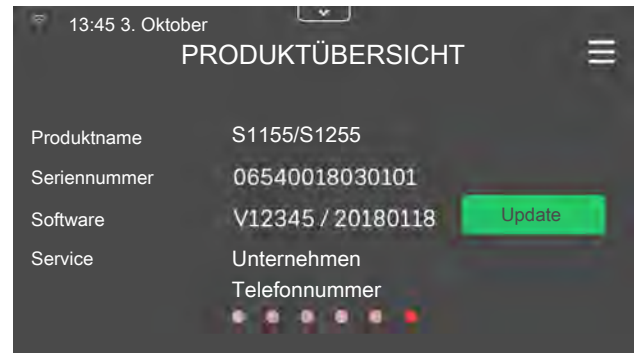 13:45 3. Oktober
PRODUKTÜBERSICHT
Produktname S1155/S1255
Seriennummer 06540018030101
Software V12345 / 20180118 Update
Service Unternehmen
Telefonnummer